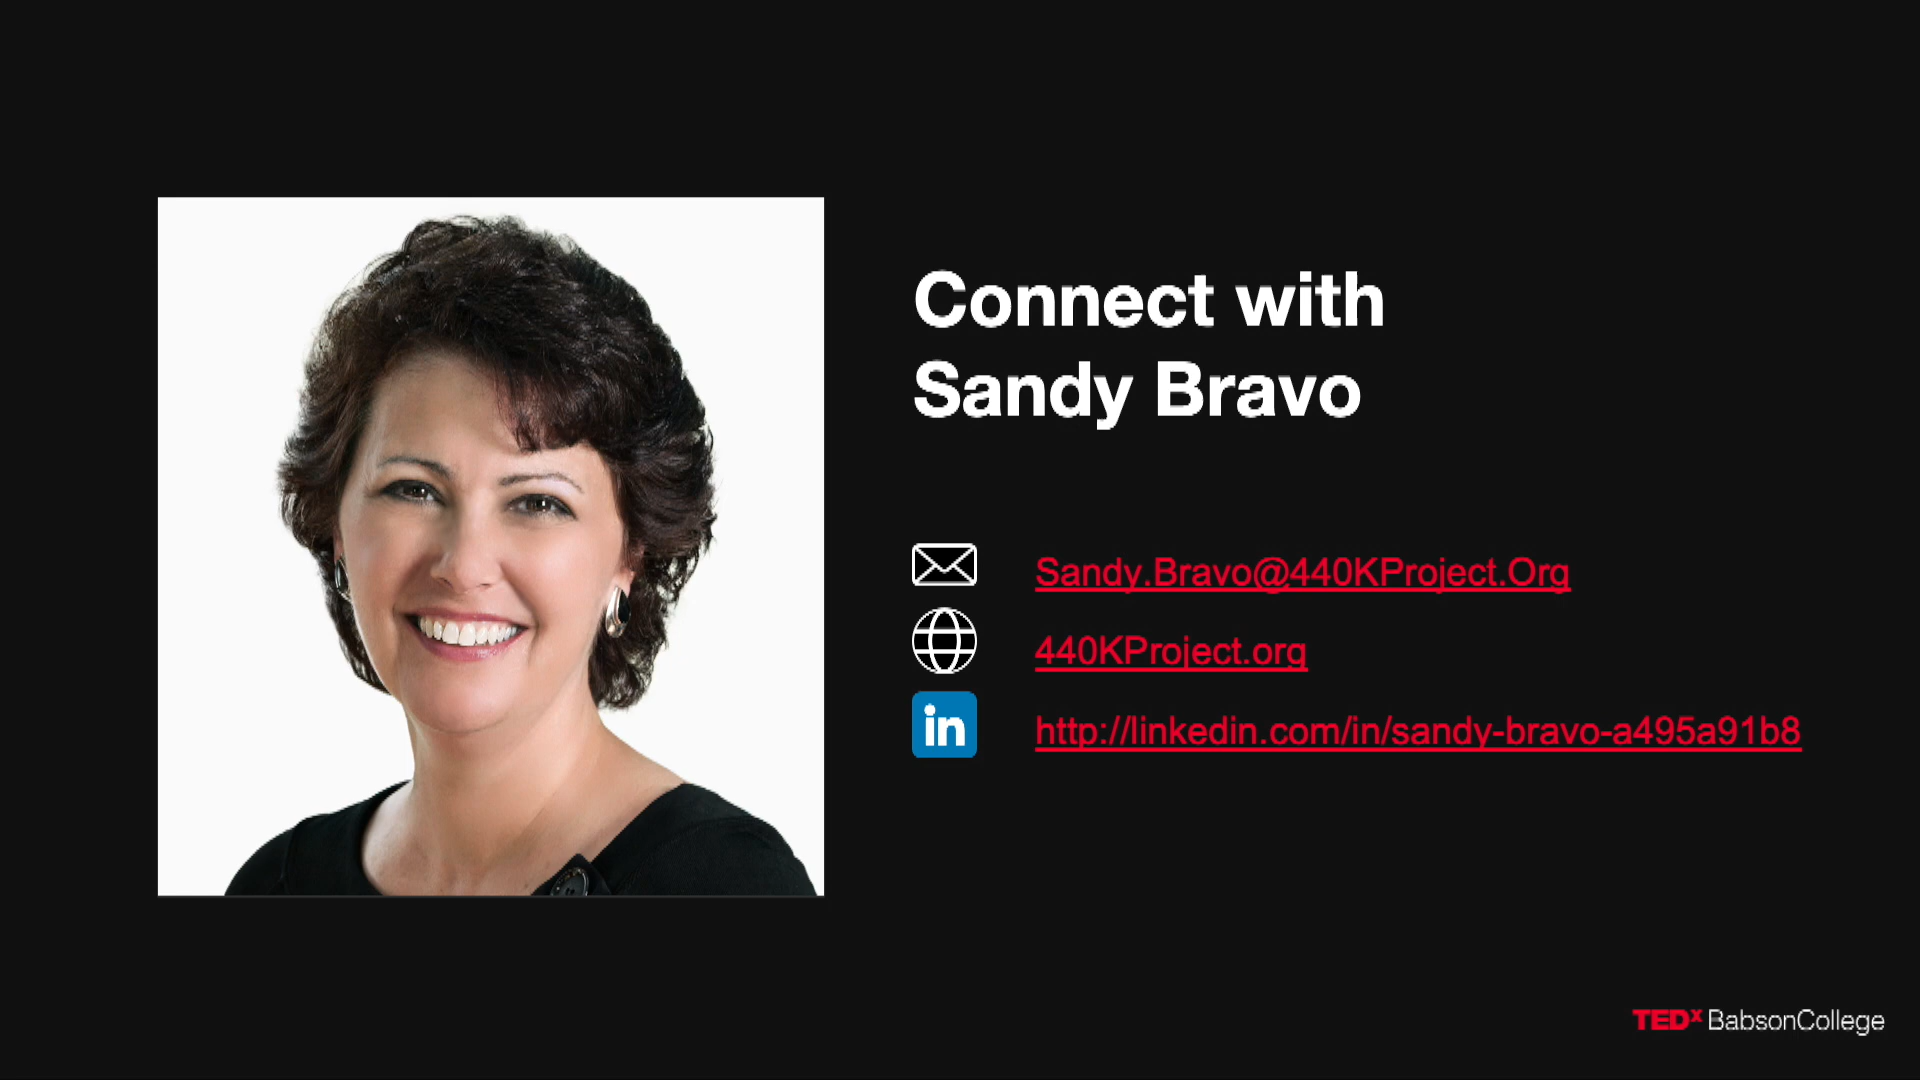 Connect with
Sandy Bravo
Sandy.Bravo@440KProject.Org
440KProject.org
in
http://linkedin.com/in/sandy-bravo-a495a91b8
TEDx BabsonCollege